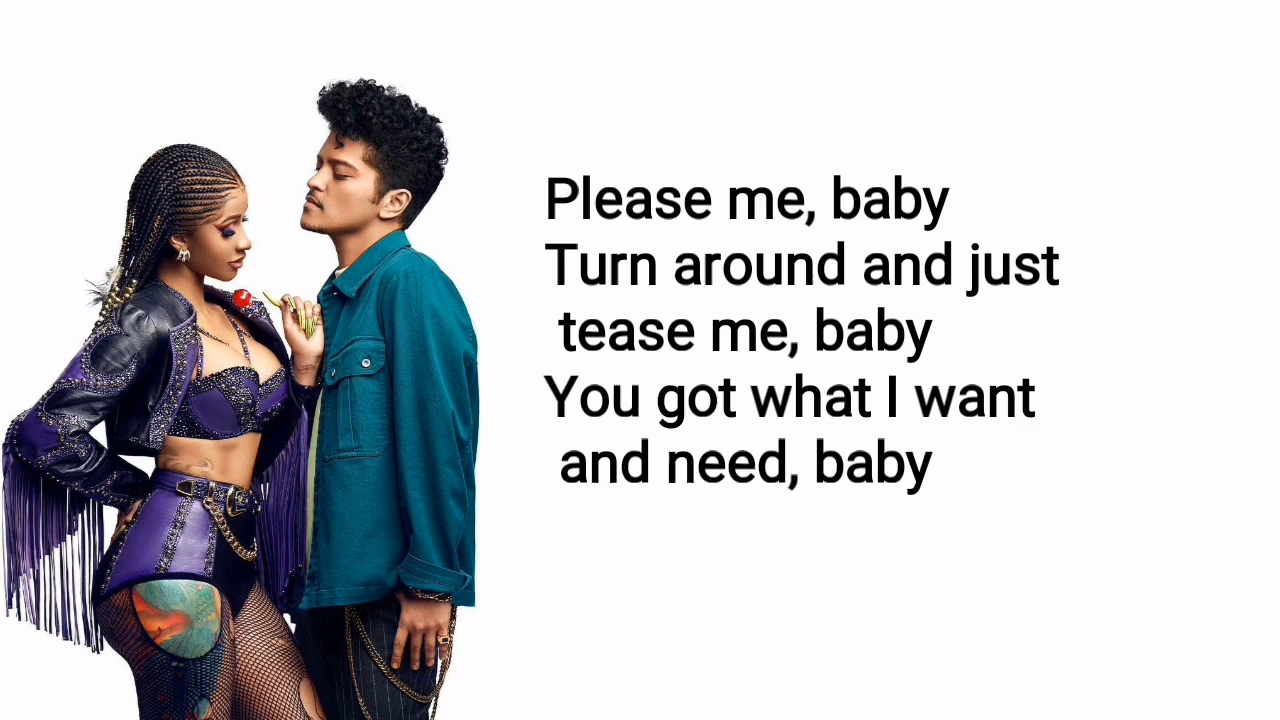 Please me, baby
Turn around and just
tease me, baby
You got what I want
and need, baby